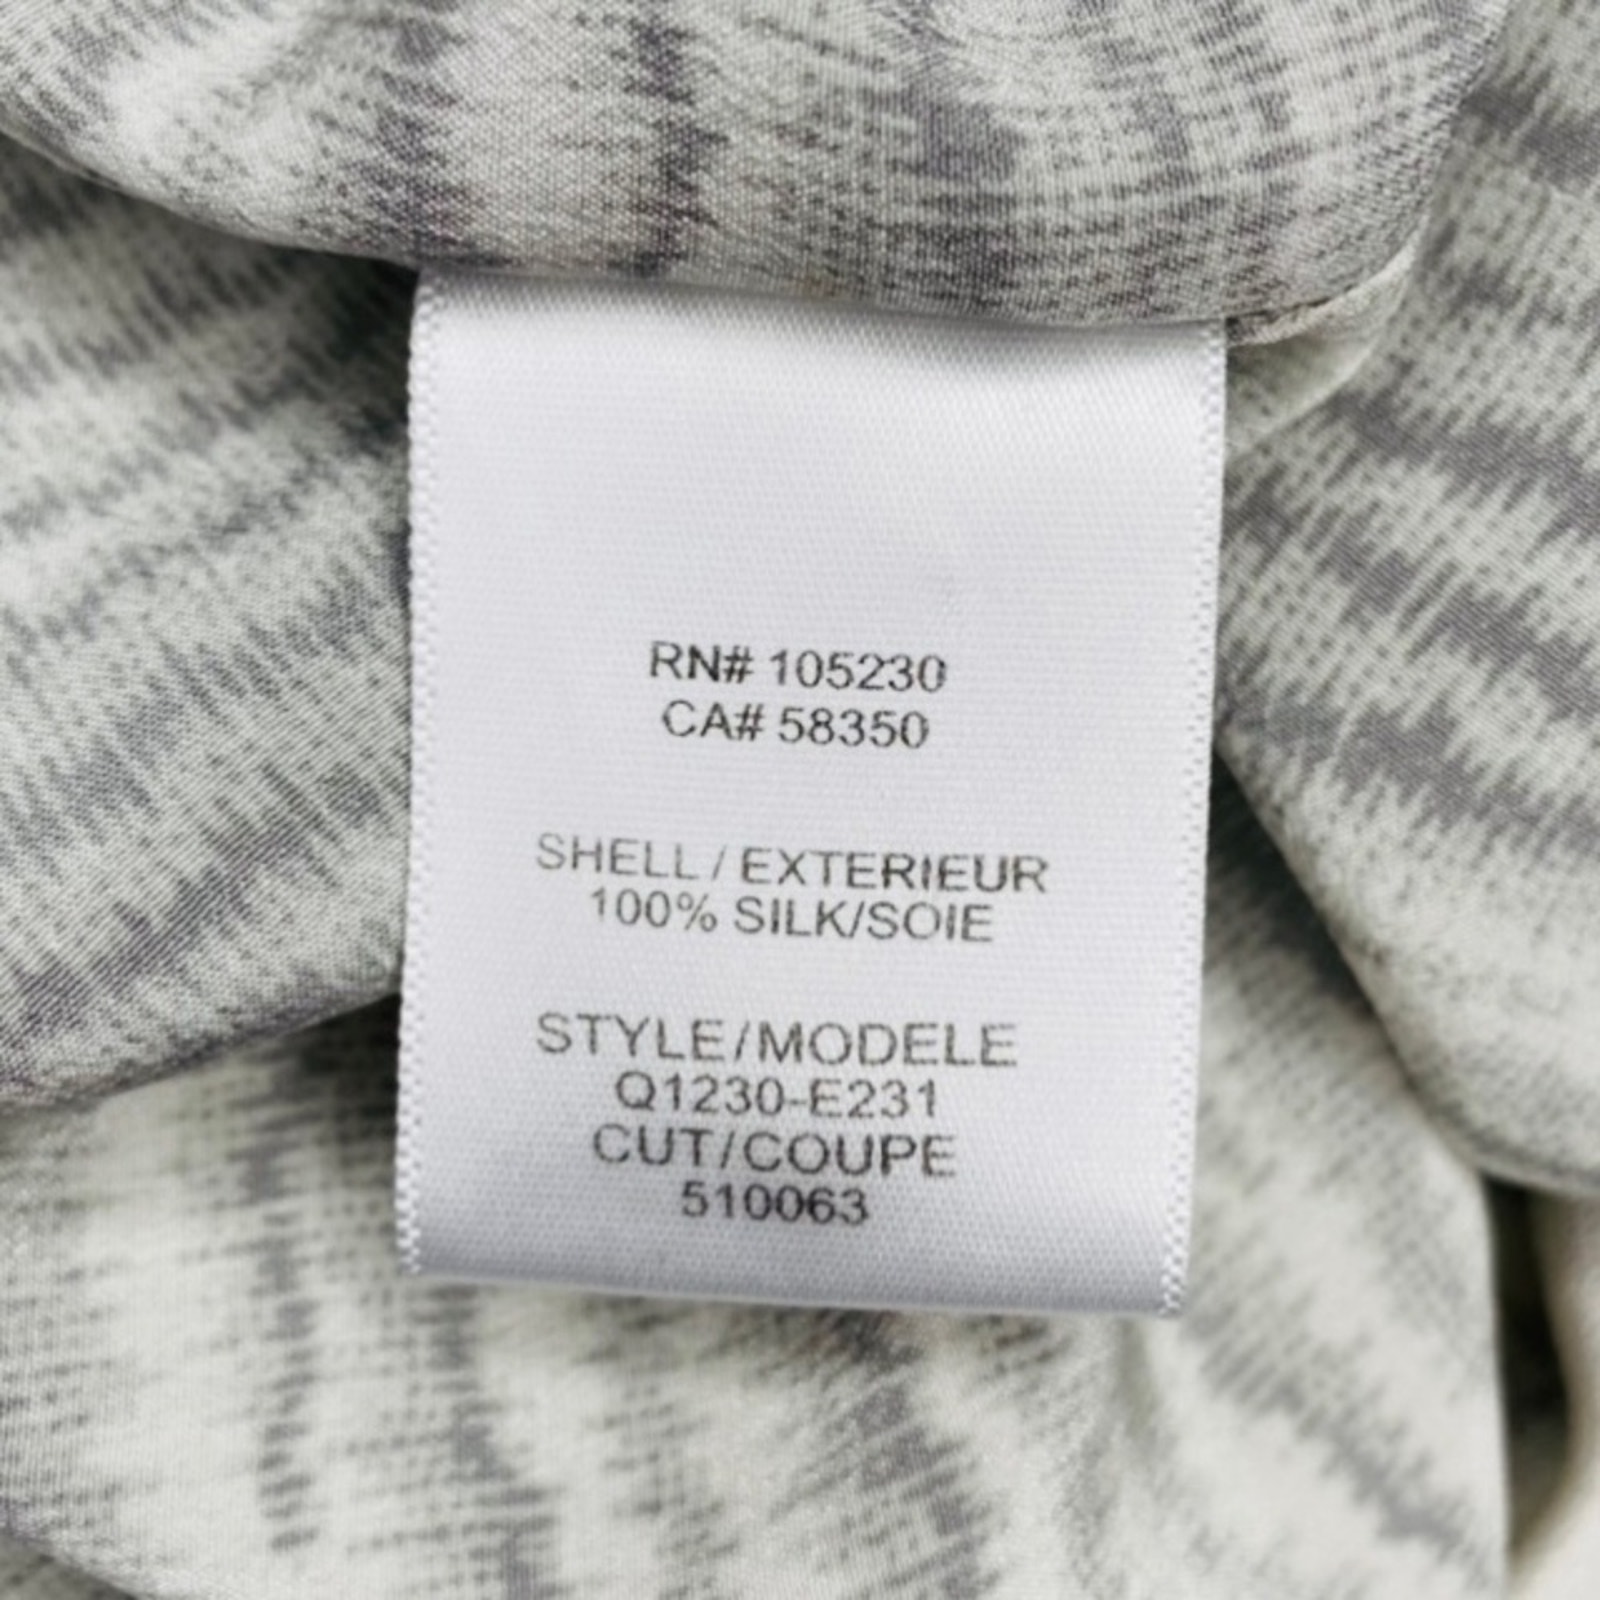 RN# 105230
CA# 58350
SHELL / EXTERIEUR
100% SILK/SOIE
STYLE/MODELE
Q1230-E231
CUT/COUPE
510063